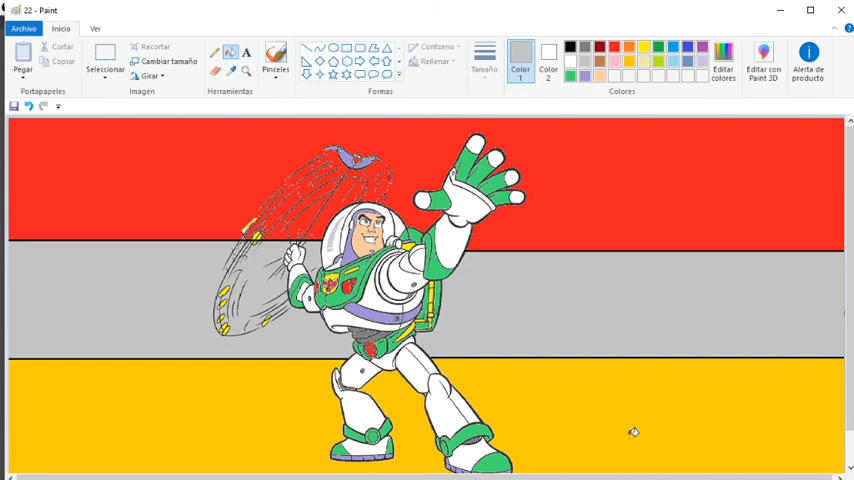 22 - Paint
Archivo
Inicio
Ver
Pegar
Cortar
Copiar
Portapapeles
Seleccionar
Recortar
Cambiar tamaño
Girar
Imagen
A
Herramientas
Pinceles
Contorno
Rellenar
Formas
Tamaño
Color
1
Color
2
Editar
colores
Colores
Editar con
Paint 3D
Alerta de
producto